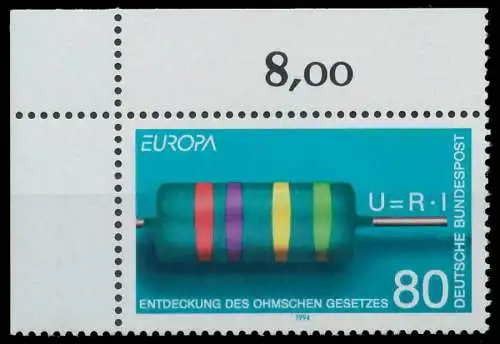 8,00
EUROPA
U=R·I
DEUTSCHE BUNDESPOST
ENTDECKUNG DES OHMSCHEN GESETZES 80
1994